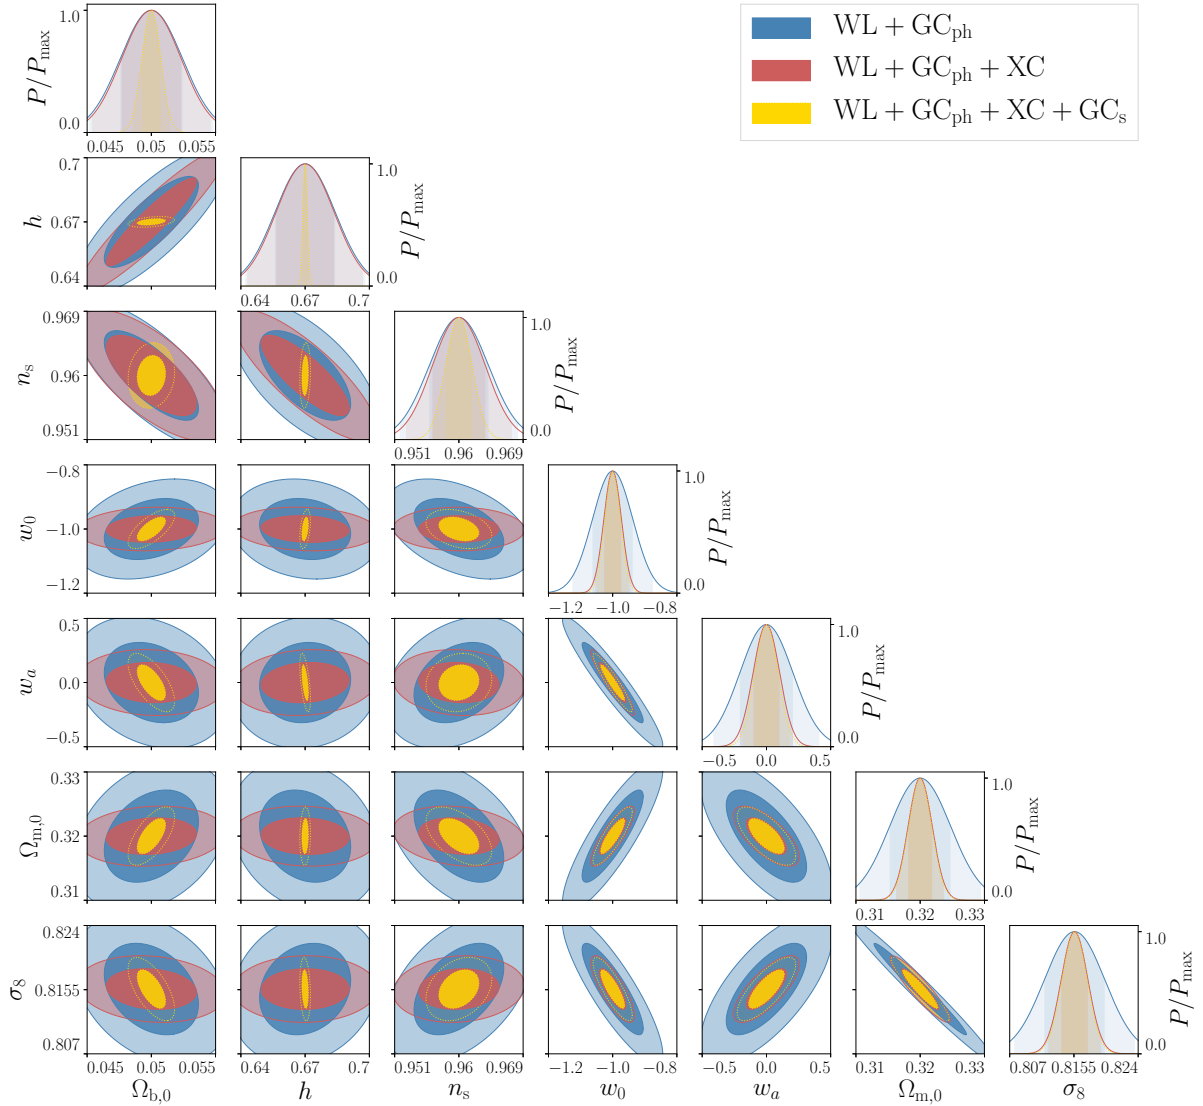 WL + GC_ph
WL + GC_ph + XC
WL + GC_ph + XC + GC_s
P/P_max
1.0
0.0
0.045 0.05 0.055
h
0.7
0.67
0.64
1.0
0.0
P/P_max
0.64 0.67 0.7
n_s
0.969
0.96
0.951
1.0
0.0
P/P_max
0.951 0.96 0.969
w_0
−0.8
−1.0
−1.2
1.0
0.0
P/P_max
−1.2 −1.0 −0.8
w_a
0.5
0.0
−0.5
1.0
0.0
P/P_max
−0.5 0.0 0.5
Ω_m,0
0.33
0.32
0.31
1.0
0.0
P/P_max
0.31 0.32 0.33
σ_8
0.824
0.8155
0.807
1.0
0.0
P/P_max
0.045 0.05 0.055 0.64 0.67 0.7 0.951 0.96 0.969 −1.2 −1.0 −0.8 −0.5 0.0 0.5 0.31 0.32 0.33 0.807 0.8155 0.824
Ω_b,0 h n_s w_0 w_a Ω_m,0 σ_8